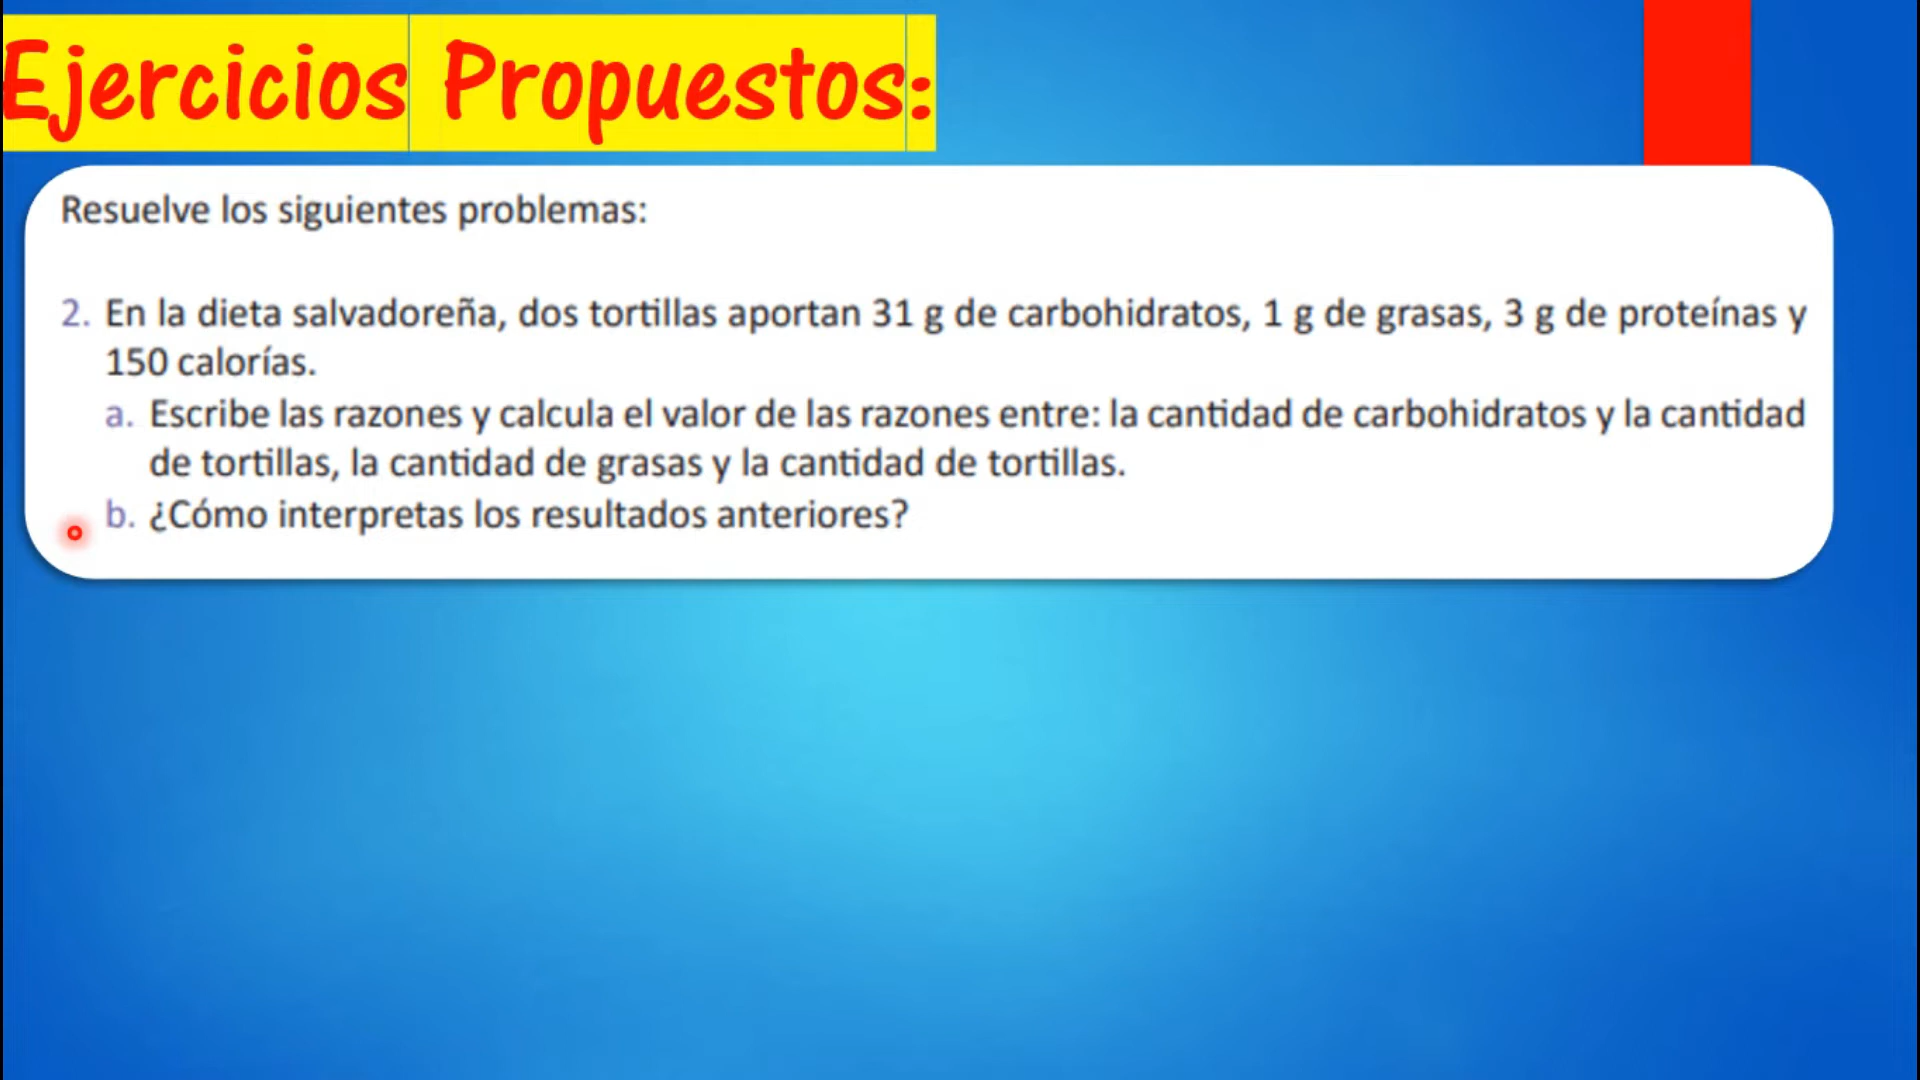 Ejercicios Propuestos:
Resuelve los siguientes problemas:
2. En la dieta salvadoreña, dos tortillas aportan 31 g de carbohidratos, 1 g de grasas, 3 g de proteínas y
150 calorías.
a. Escribe las razones y calcula el valor de las razones entre: la cantidad de carbohidratos y la cantidad
de tortillas, la cantidad de grasas y la cantidad de tortillas.
b. ¿Cómo interpretas los resultados anteriores?